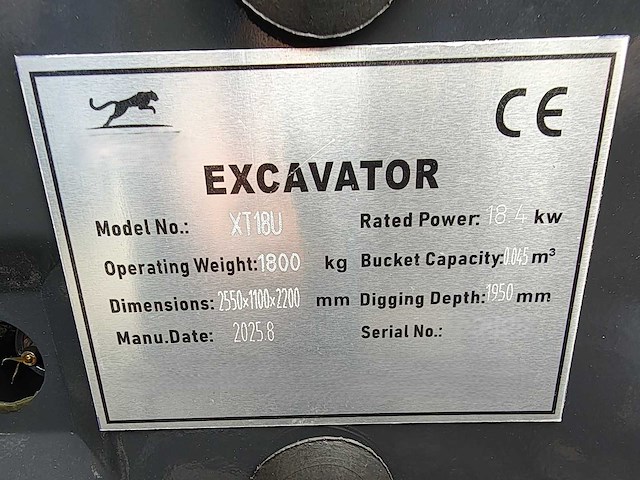 CE
EXCAVATOR
Model No.: XT18U
Rated Power: 18.4 kw
Operating Weight: 1800 kg
Bucket Capacity: 0.045 m³
Dimensions: 2550×1100×2200 mm
Digging Depth: 1950 mm
Manu.Date: 2025.8
Serial No.: